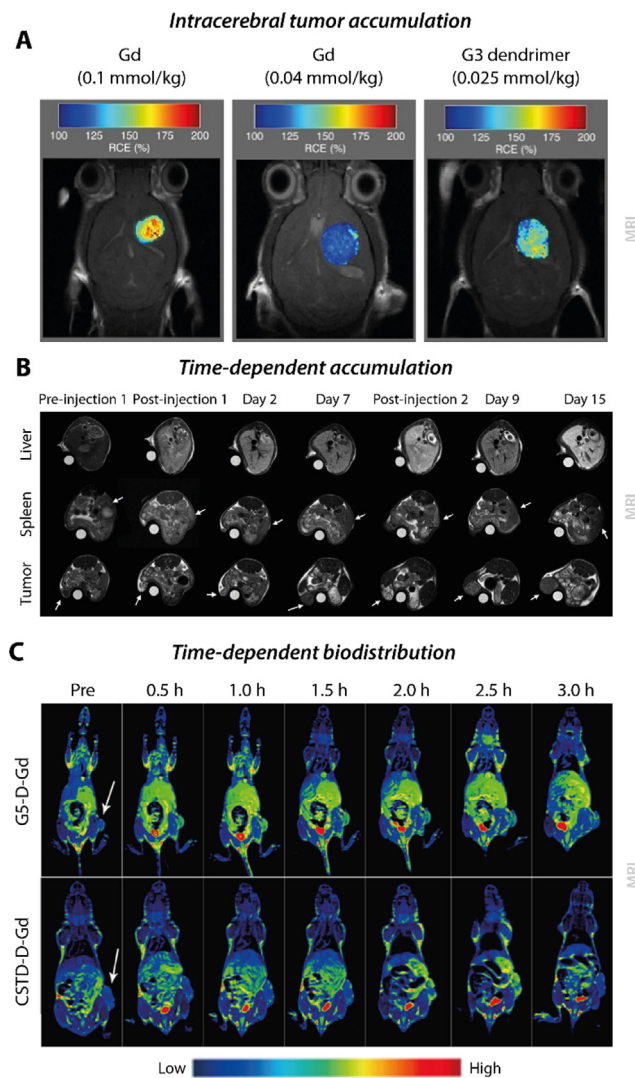 Intracerebral tumor accumulation
A
Gd
(0.1 mmol/kg)
Gd
(0.04 mmol/kg)
G3 dendrimer
(0.025 mmol/kg)
100 125 150 175 200
RCE (%)
100 125 150 175 200
RCE (%)
100 125 150 175 200
RCE (%)
MRI
B
Time-dependent accumulation
Pre-injection 1 Post-injection 1 Day 2 Day 7 Post-injection 2 Day 9 Day 15
Liver
Spleen
Tumor
MRI
C
Time-dependent biodistribution
Pre 0.5 h 1.0 h 1.5 h 2.0 h 2.5 h 3.0 h
G5-D-Gd
CSTD-D-Gd
MRI
Low High